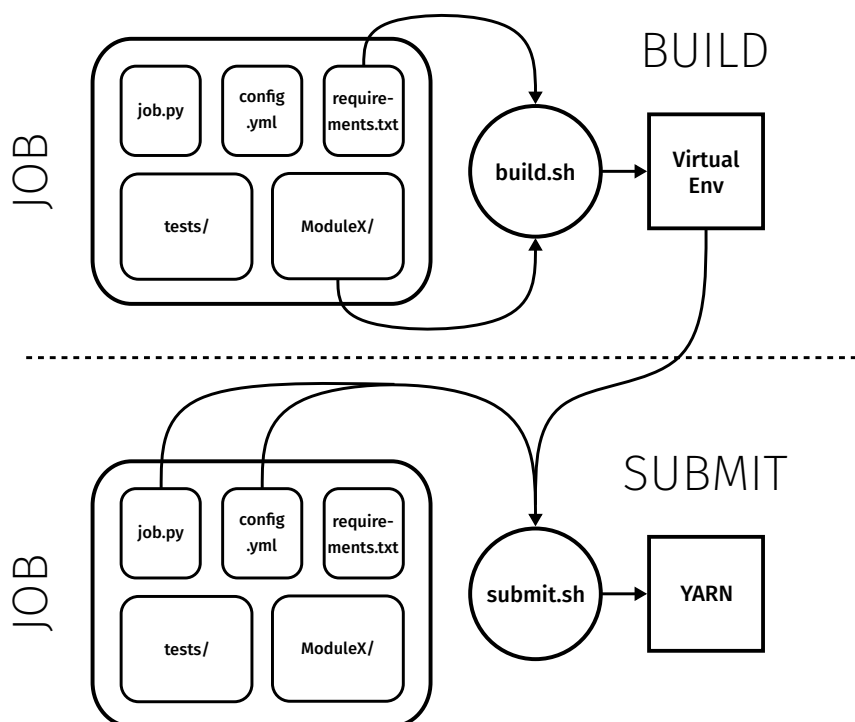 BUILD
JOB
job.py
config
.yml
require-
ments.txt
tests/
ModuleX/
build.sh
Virtual
Env
SUBMIT
JOB
job.py
config
.yml
require-
ments.txt
tests/
ModuleX/
submit.sh
YARN